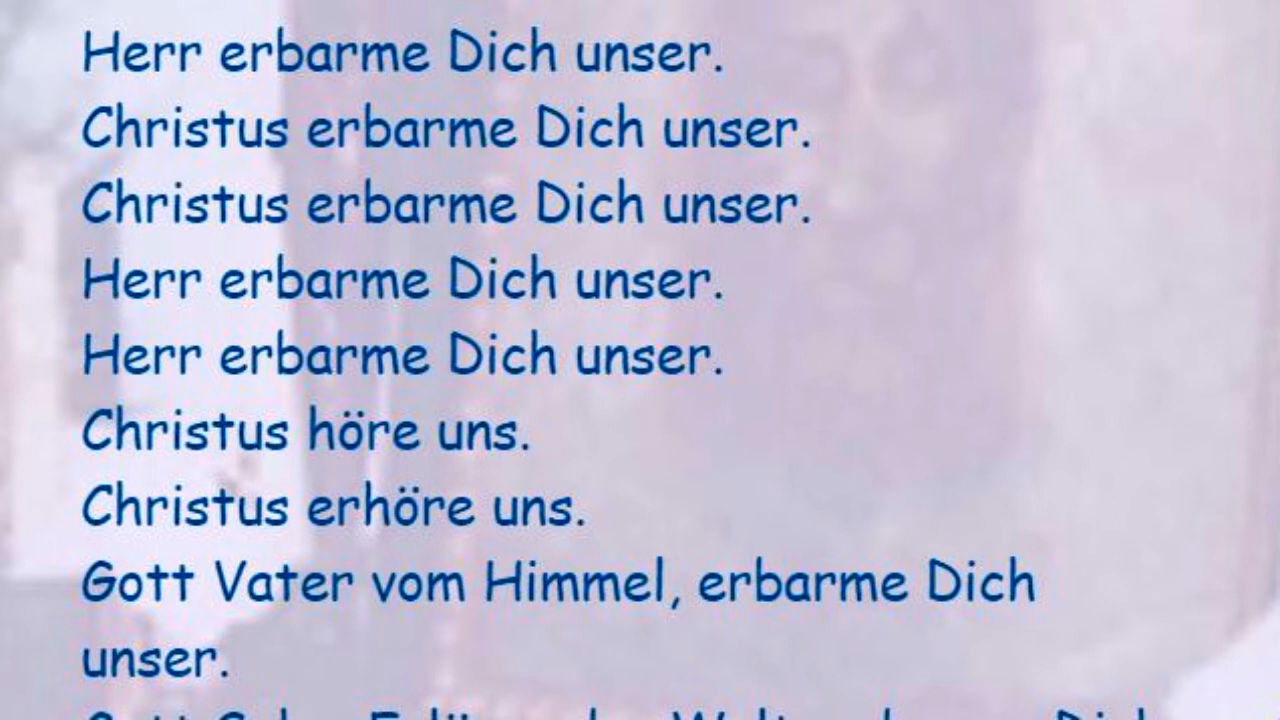 Herr erbarme Dich unser.
Christus erbarme Dich unser.
Christus erbarme Dich unser.
Herr erbarme Dich unser.
Herr erbarme Dich unser.
Christus höre uns.
Christus erhöre uns.
Gott Vater vom Himmel, erbarme Dich
unser.